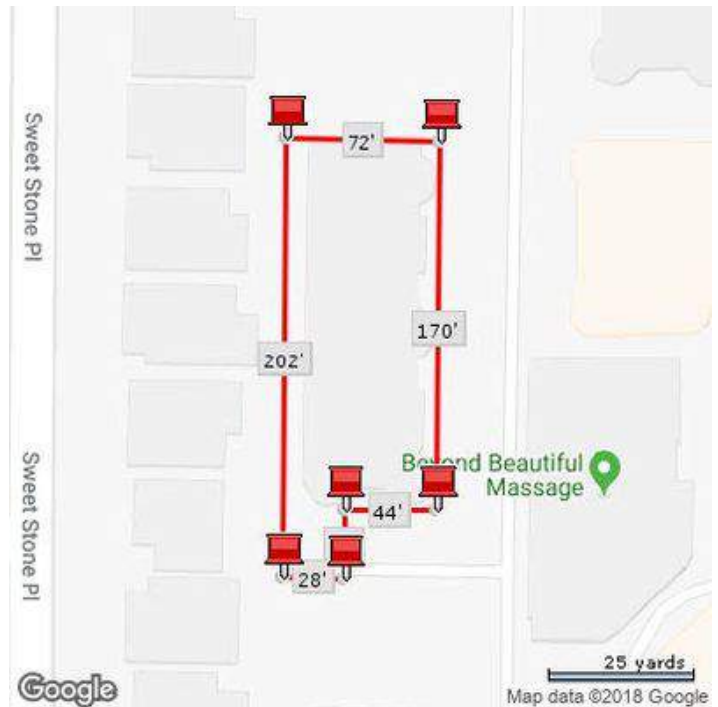 Sweet Stone Pl
72'
170'
202'
Beyond Beautiful
Massage
44'
Sweet Stone Pl
28'
25 yards
Google
Map data ©2018 Google